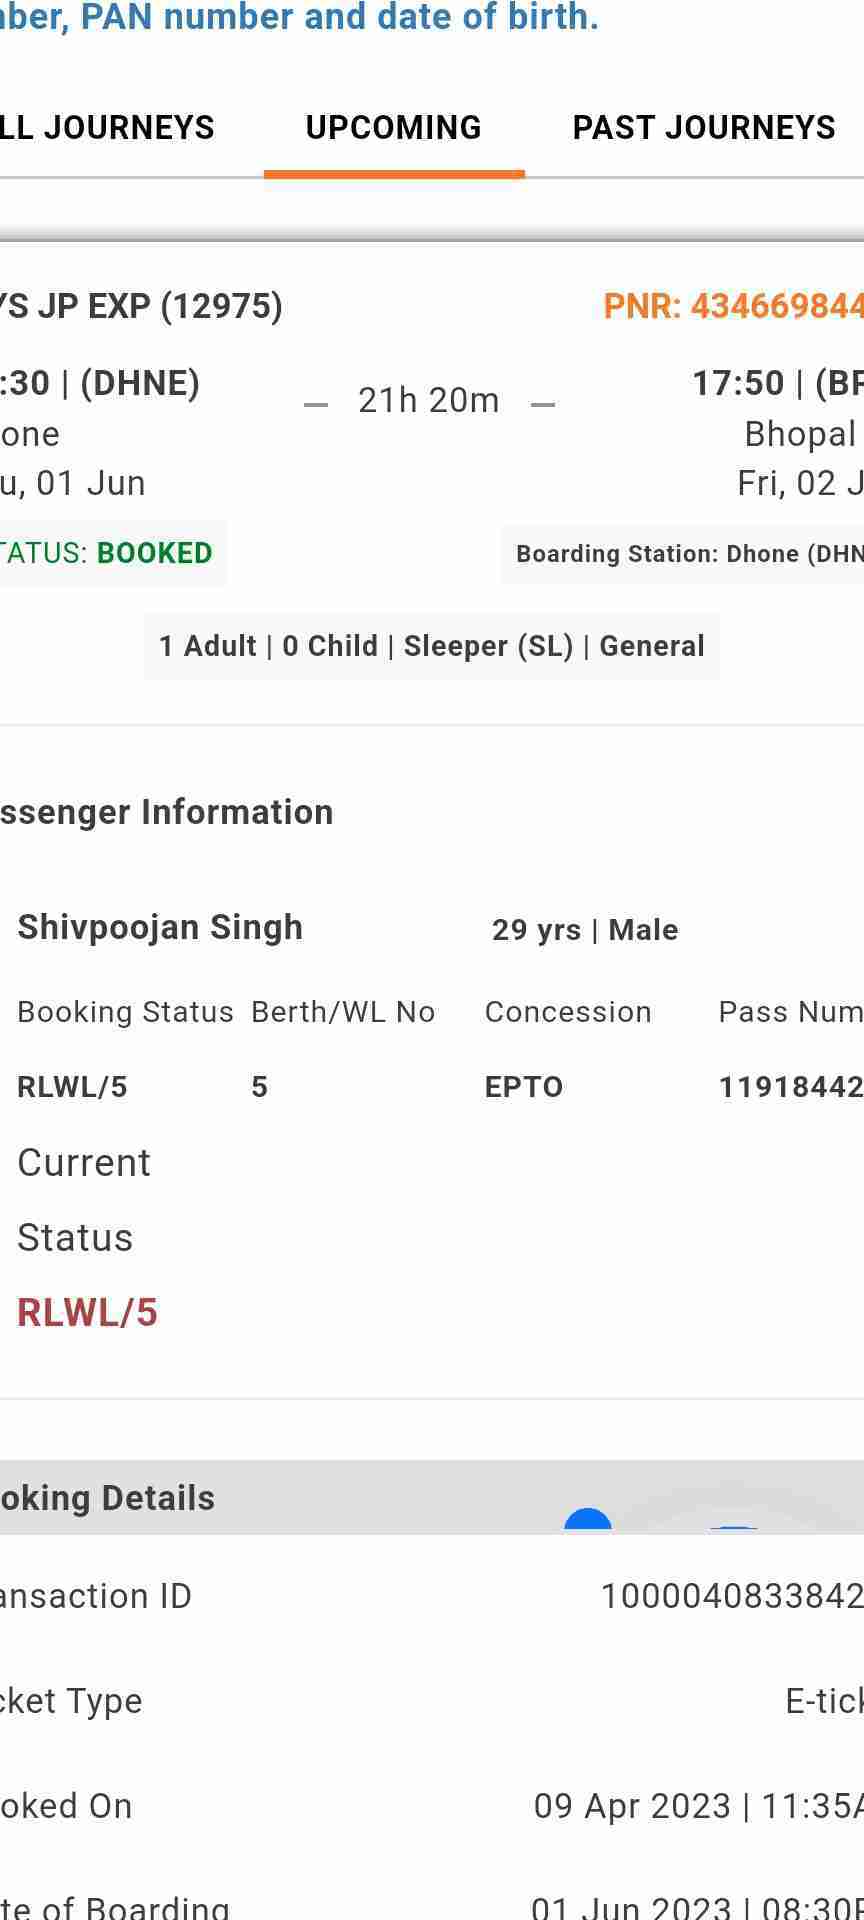 nber, PAN number and date of birth.
LL JOURNEYS UPCOMING PAST JOURNEYS
YS JP EXP (12975) PNR: 434669844
:30 | (DHNE) — 21h 20m — 17:50 | (BP
one Bhopal
u, 01 Jun Fri, 02 J
TATUS: BOOKED Boarding Station: Dhone (DHN
1 Adult | 0 Child | Sleeper (SL) | General
ssenger Information
Shivpoojan Singh 29 yrs | Male
Booking Status Berth/WL No Concession Pass Num
RLWL/5 5 EPTO 11918442
Current
Status
RLWL/5
oking Details
ansaction ID 1000040833842
cket Type E-tick
oked On 09 Apr 2023 | 11:35A
te of Boarding 01 Jun 2023 | 08:30P